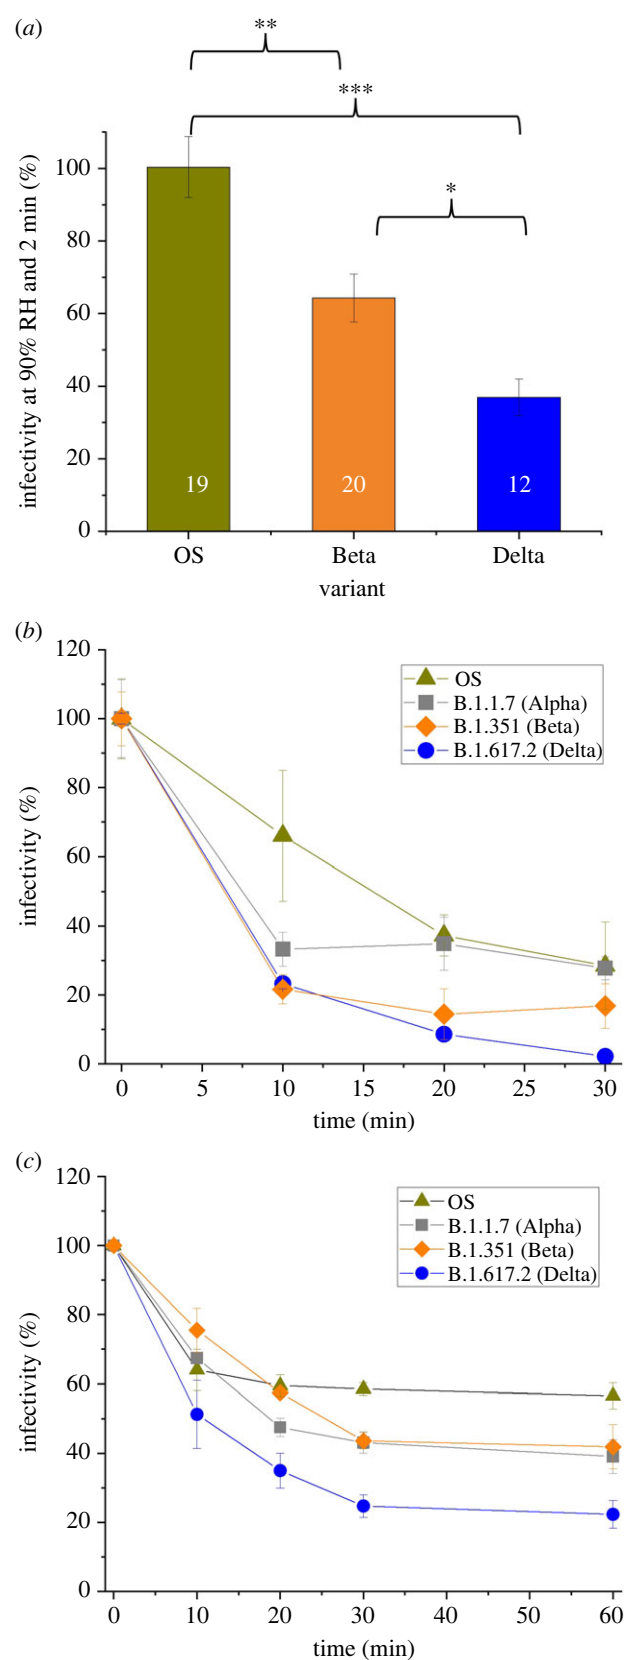 (a)
**
***
*
infectivity at 90% RH and 2 min (%)
100
80
60
40
20
0
19
20
12
OS Beta Delta
variant
(b)
infectivity (%)
120
100
80
60
40
20
0
OS
B.1.1.7 (Alpha)
B.1.351 (Beta)
B.1.617.2 (Delta)
0 5 10 15 20 25 30
time (min)
(c)
infectivity (%)
120
100
80
60
40
20
0
OS
B.1.1.7 (Alpha)
B.1.351 (Beta)
B.1.617.2 (Delta)
0 10 20 30 40 50 60
time (min)